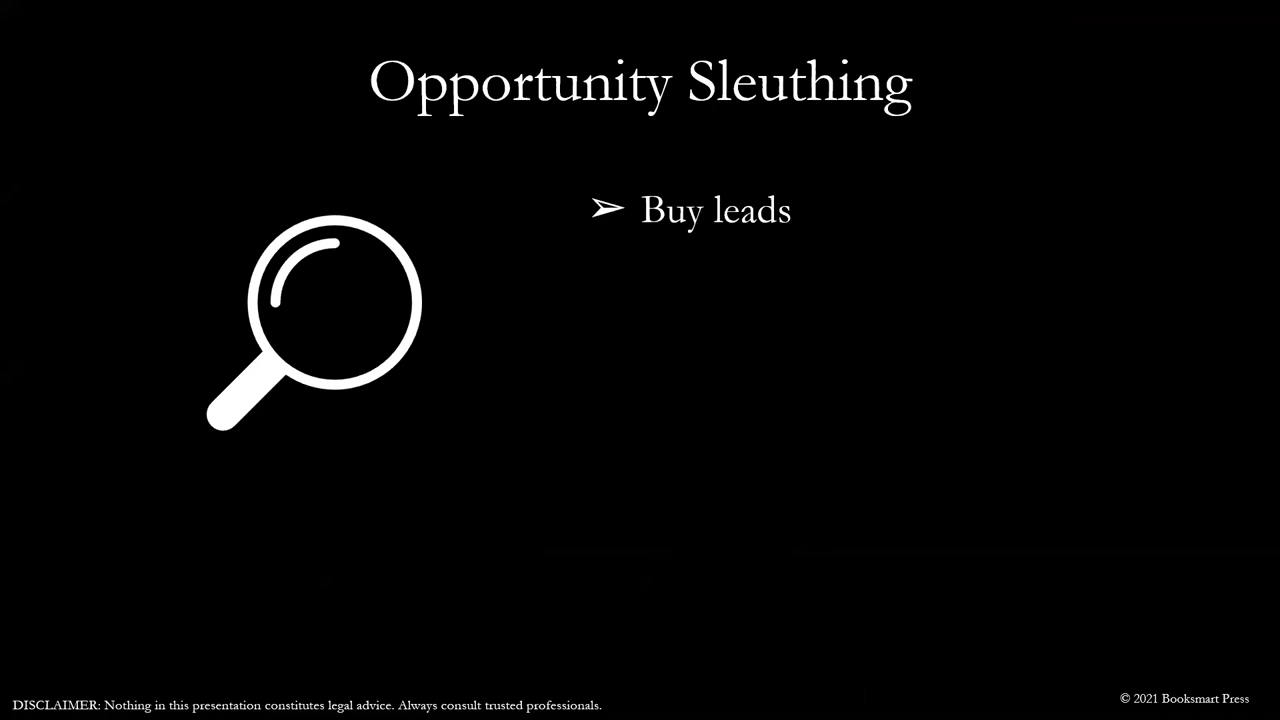 Opportunity Sleuthing
➢ Buy leads
DISCLAIMER: Nothing in this presentation constitutes legal advice. Always consult trusted professionals.
© 2021 Booksmart Press